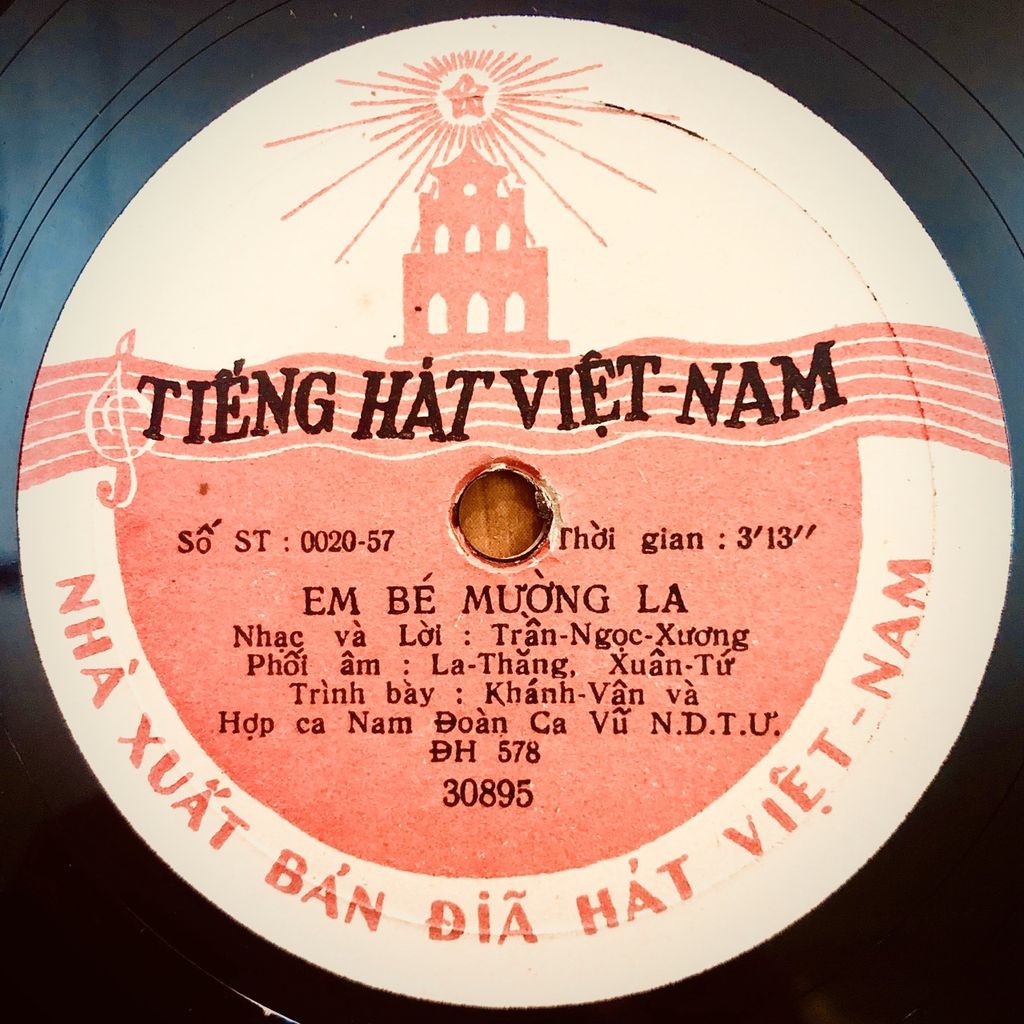 TIẾNG HÁT VIỆT-NAM
Số ST : 0020-57
Thời gian : 3'13''
EM BÉ MƯỜNG LA
Nhạc và Lời : Trần-Ngọc-Xương
Phối âm : La-Thăng, Xuân-Tứ
Trình bày : Khánh-Vân và
Hợp ca Nam Đoàn Ca Vũ N.D.T.Ư.
ĐH 578
30895
NHÀ XUẤT BẢN ĐĨA HÁT VIỆT-NAM